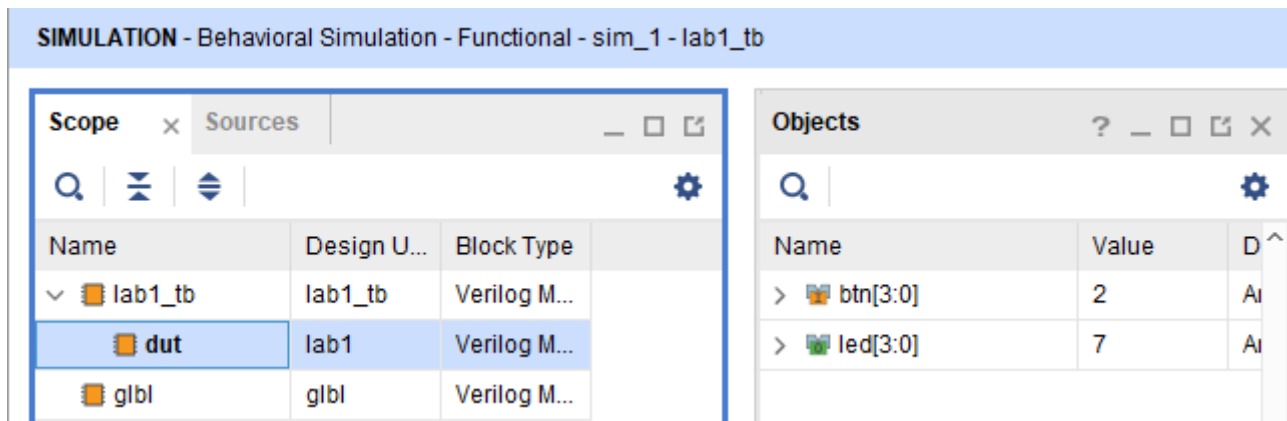 SIMULATION - Behavioral Simulation - Functional - sim_1 - lab1_tb
Scope Sources
Name Design U... Block Type
lab1_tb lab1_tb Verilog M...
dut lab1 Verilog M...
glbl glbl Verilog M...
Objects ?
Name Value D
btn[3:0] 2
led[3:0] 7